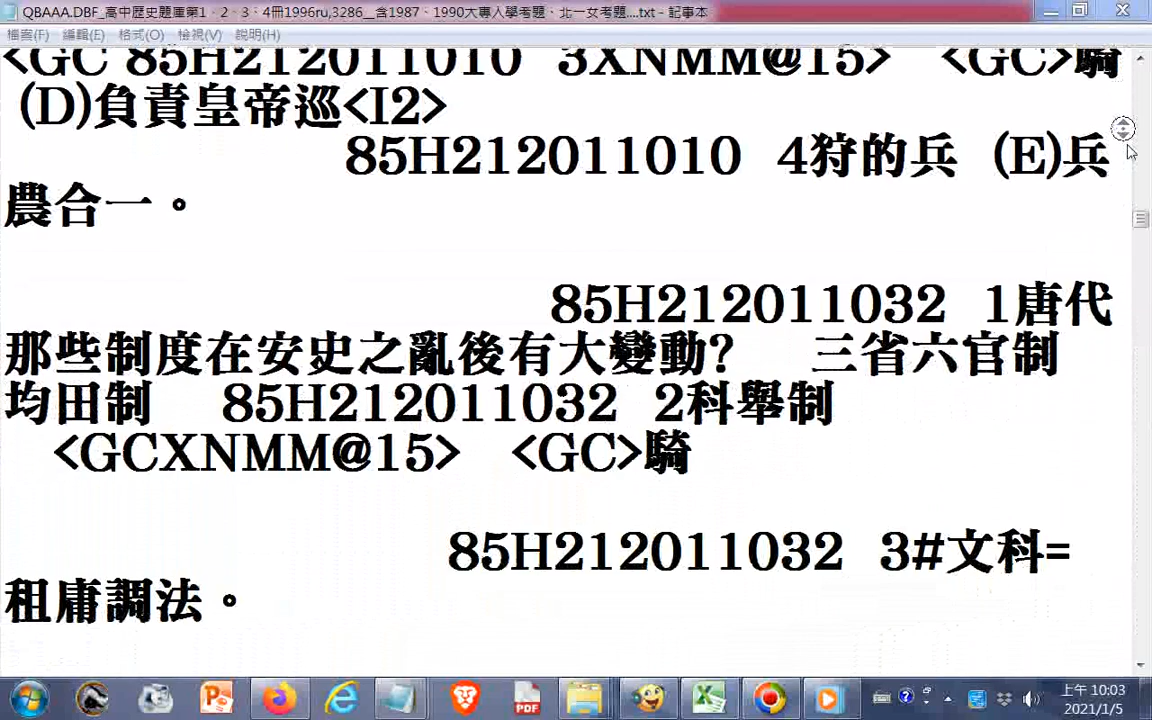 QBAAA.DBF_高中歷史題庫第1﹑2﹑3﹑4冊1996ru,3286__含1987﹑1990大專入學考題﹑北一女考題....txt - 記事本
檔案(F) 編輯(E) 格式(O) 檢視(V) 說明(H)
<GC 85H212011010 3XNMM@15> <GC>騎
(D)負責皇帝巡<I2>
85H212011010 4狩的兵 (E)兵
農合一。
85H212011032 1唐代
那些制度在安史之亂後有大變動? 三省六官制
均田制 85H212011032 2科舉制
<GCXNMM@15> <GC>騎
85H212011032 3#文科=
租庸調法。
上午 10:03
2021/1/5